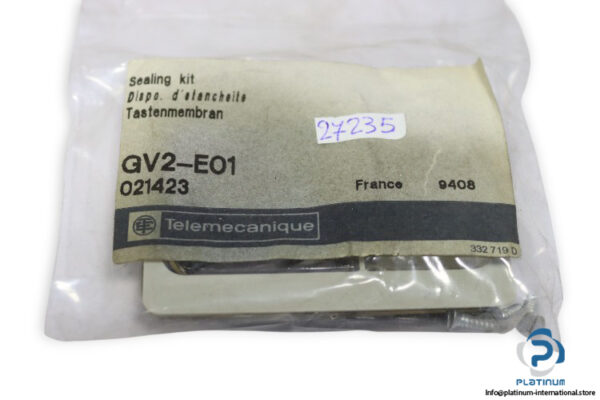 Sealing kit
Dispo. d'etancheite
Tastenmembran
27235
GV2-E01
021423
France 9408
Telemecanique
332 719 D
PLATINUM
Info@platinum-international.store